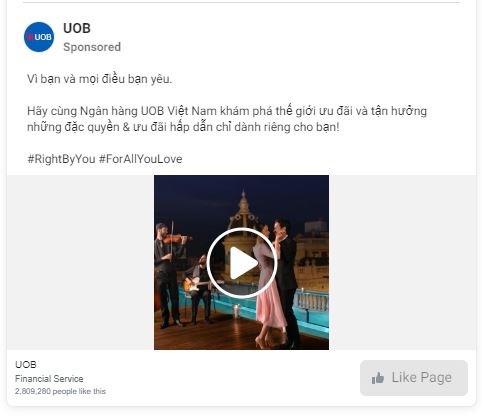 UOB
UOB
Sponsored
Vì bạn và mọi điều bạn yêu.
Hãy cùng Ngân hàng UOB Việt Nam khám phá thế giới ưu đãi và tận hưởng
những đặc quyền & ưu đãi hấp dẫn chỉ dành riêng cho bạn!
#RightByYou #ForAllYouLove
UOB
Financial Service
2,809,280 people like this
Like Page